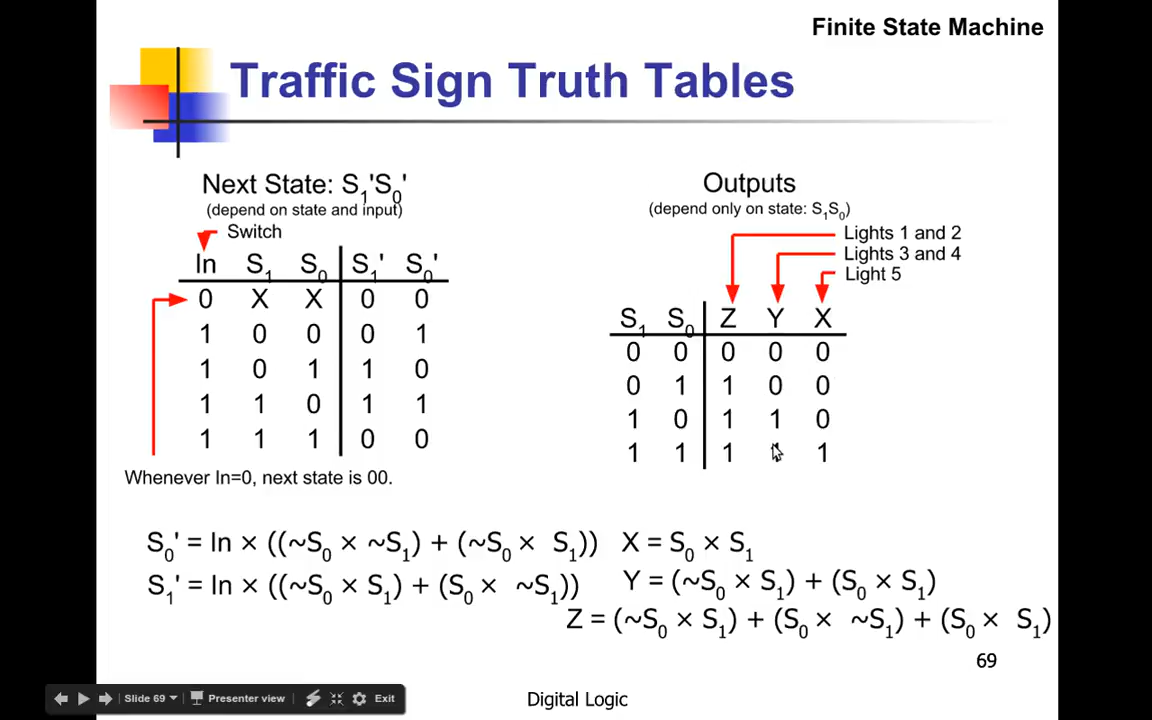 Finite State Machine
Traffic Sign Truth Tables
Next State: S₁'S₀'
(depend on state and input)
Switch
In S₁ S₀ S₁' S₀'
0 X X 0 0
1 0 0 0 1
1 0 1 1 0
1 1 0 1 1
1 1 1 0 0
Whenever In=0, next state is 00.
Outputs
(depend only on state: S₁S₀)
Lights 1 and 2
Lights 3 and 4
Light 5
S₁ S₀ Z Y X
0 0 0 0 0
0 1 1 0 0
1 0 1 1 0
1 1 1 1 1
S₀' = In × ((~S₀ × ~S₁) + (~S₀ × S₁))
S₁' = In × ((~S₀ × S₁) + (S₀ × ~S₁))
X = S₀ × S₁
Y = (~S₀ × S₁) + (S₀ × S₁)
Z = (~S₀ × S₁) + (S₀ × ~S₁) + (S₀ × S₁)
69
Slide 69 Presenter view Exit
Digital Logic